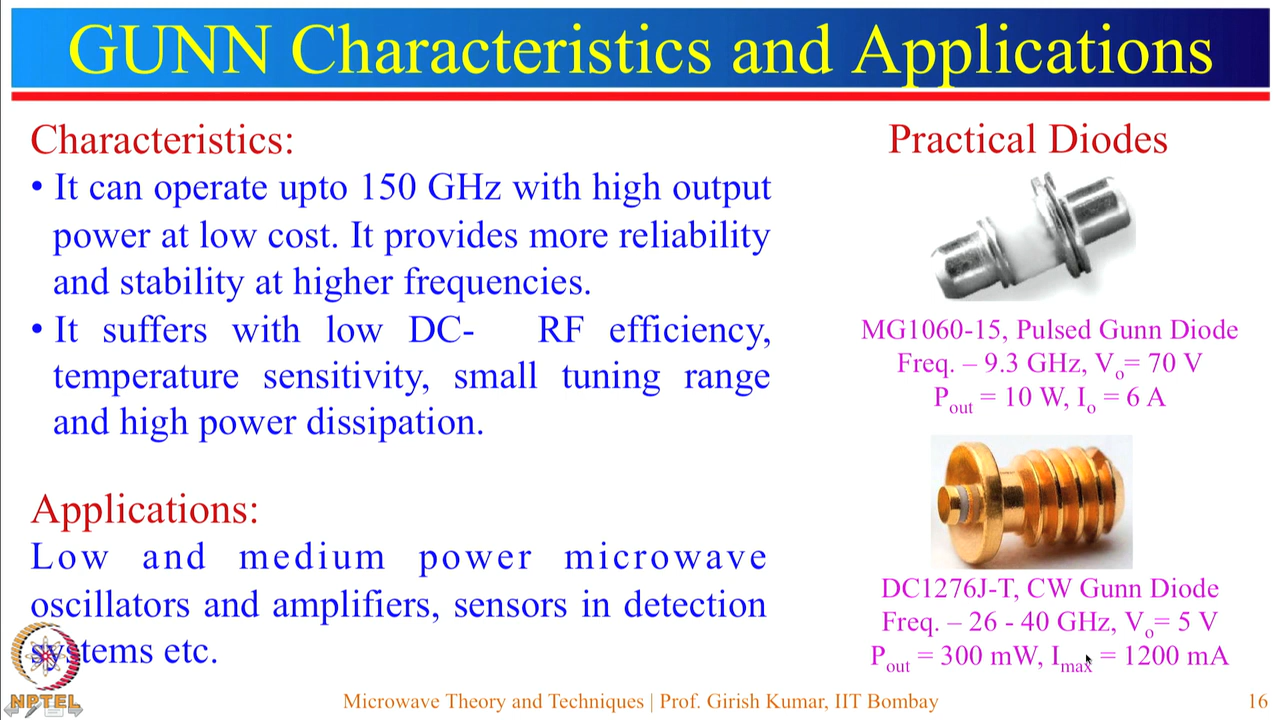 GUNN Characteristics and Applications
Characteristics:
• It can operate upto 150 GHz with high output
power at low cost. It provides more reliability
and stability at higher frequencies.
• It suffers with low DC- RF efficiency,
temperature sensitivity, small tuning range
and high power dissipation.
Applications:
Low and medium power microwave
oscillators and amplifiers, sensors in detection
systems etc.
Practical Diodes
MG1060-15, Pulsed Gunn Diode
Freq. – 9.3 GHz, Vo= 70 V
Pout = 10 W, Io = 6 A
DC1276J-T, CW Gunn Diode
Freq. – 26 - 40 GHz, Vo= 5 V
Pout = 300 mW, Imax = 1200 mA
NPTEL
Microwave Theory and Techniques | Prof. Girish Kumar, IIT Bombay
16